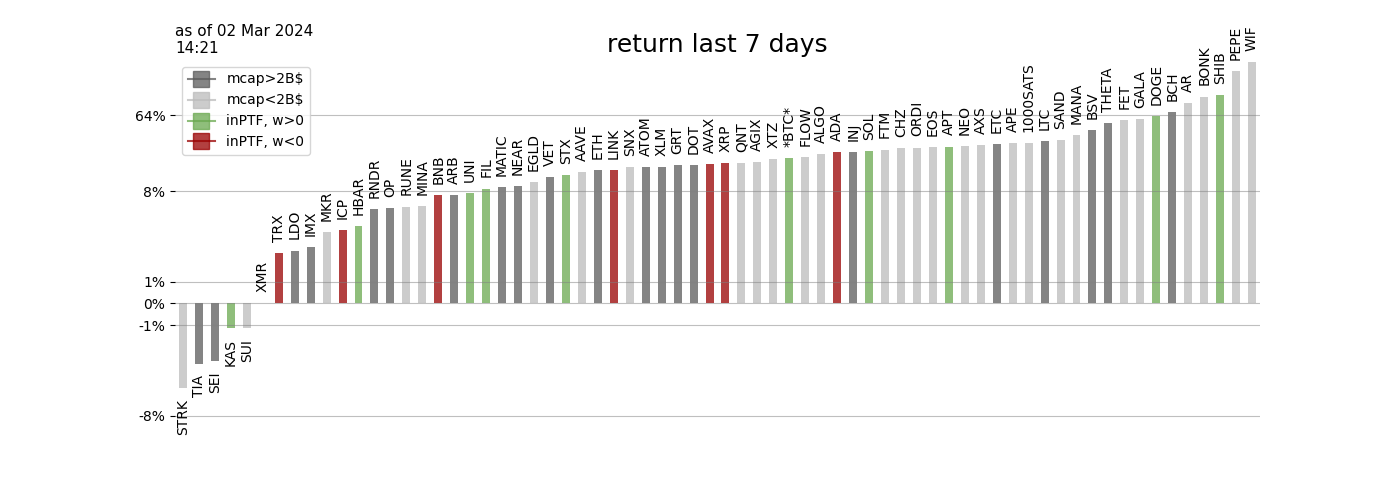 as of 02 Mar 2024
14:21
return last 7 days
mcap>2B$
mcap<2B$
inPTF, w>0
inPTF, w<0
64%
8%
1%
0%
-1%
-8%
STRK
TIA
SEI
KAS
SUI
XMR
TRX
LDO
IMX
MKR
ICP
HBAR
RNDR
OP
RUNE
MINA
BNB
ARB
UNI
FIL
MATIC
NEAR
EGLD
VET
STX
AAVE
ETH
LINK
SNX
ATOM
XLM
GRT
DOT
AVAX
XRP
QNT
AGIX
XTZ
*BTC*
FLOW
ALGO
ADA
INJ
SOL
FTM
CHZ
ORDI
EOS
APT
NEO
AXS
ETC
APE
1000SATS
LTC
SAND
MANA
BSV
THETA
FET
GALA
DOGE
BCH
AR
BONK
SHIB
PEPE
WIF